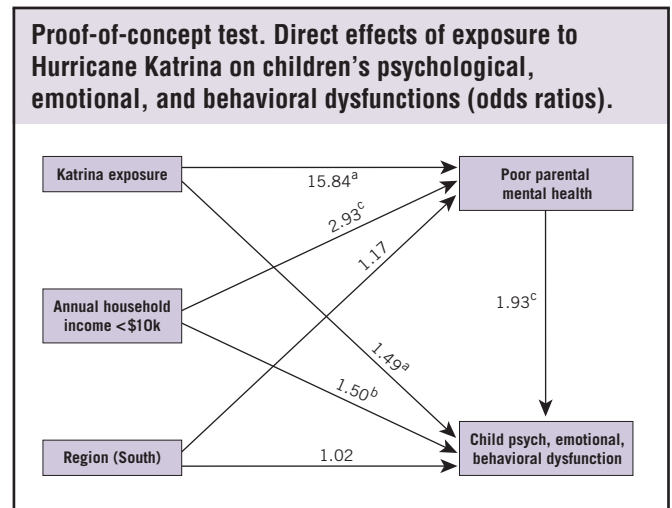 Proof-of-concept test. Direct effects of exposure to
Hurricane Katrina on children's psychological,
emotional, and behavioral dysfunctions (odds ratios).
Katrina exposure
Poor parental
mental health
15.84a
2.93c
1.17
Annual household
income <$10k
1.93c
1.49a
1.50b
Region (South)
1.02
Child psych, emotional,
behavioral dysfunction